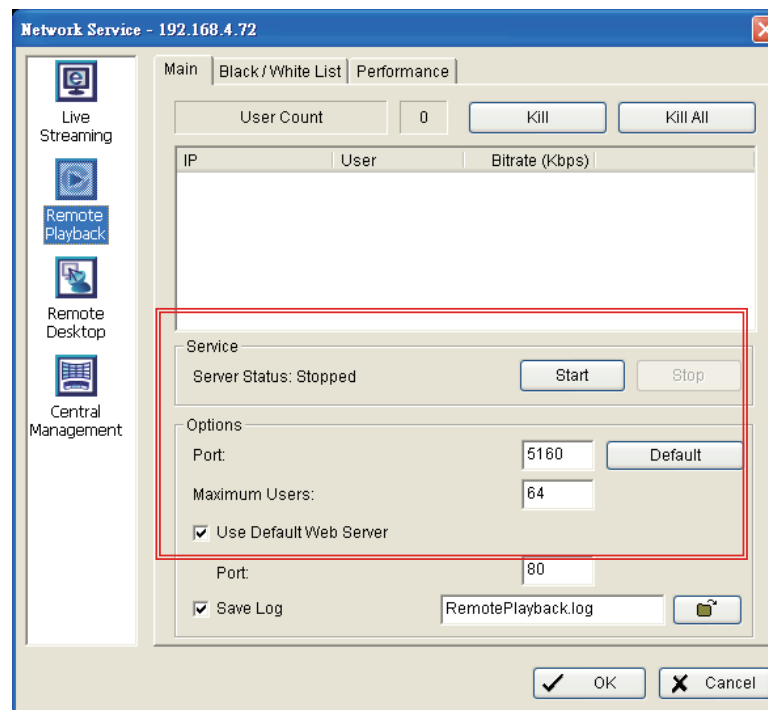 Network Service - 192.168.4.72
Live
Streaming
Remote
Playback
Remote
Desktop
Central
Management
Main Black / White List Performance
User Count 0 Kill Kill All
IP User Bitrate (Kbps)
Service
Server Status: Stopped Start Stop
Options
Port: 5160 Default
Maximum Users: 64
Use Default Web Server
Port: 80
Save Log RemotePlayback.log
OK Cancel